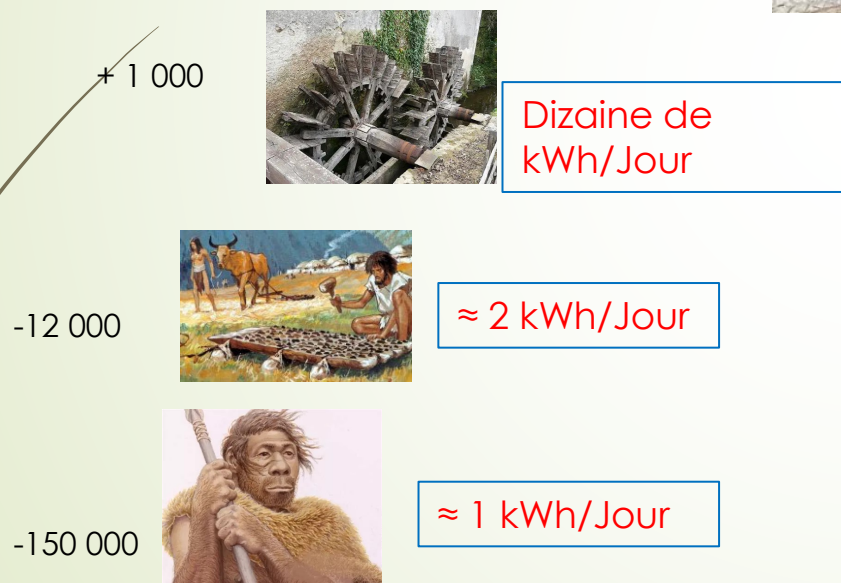 + 1 000
Dizaine de
kWh/Jour
-12 000
≈ 2 kWh/Jour
-150 000
≈ 1 kWh/Jour